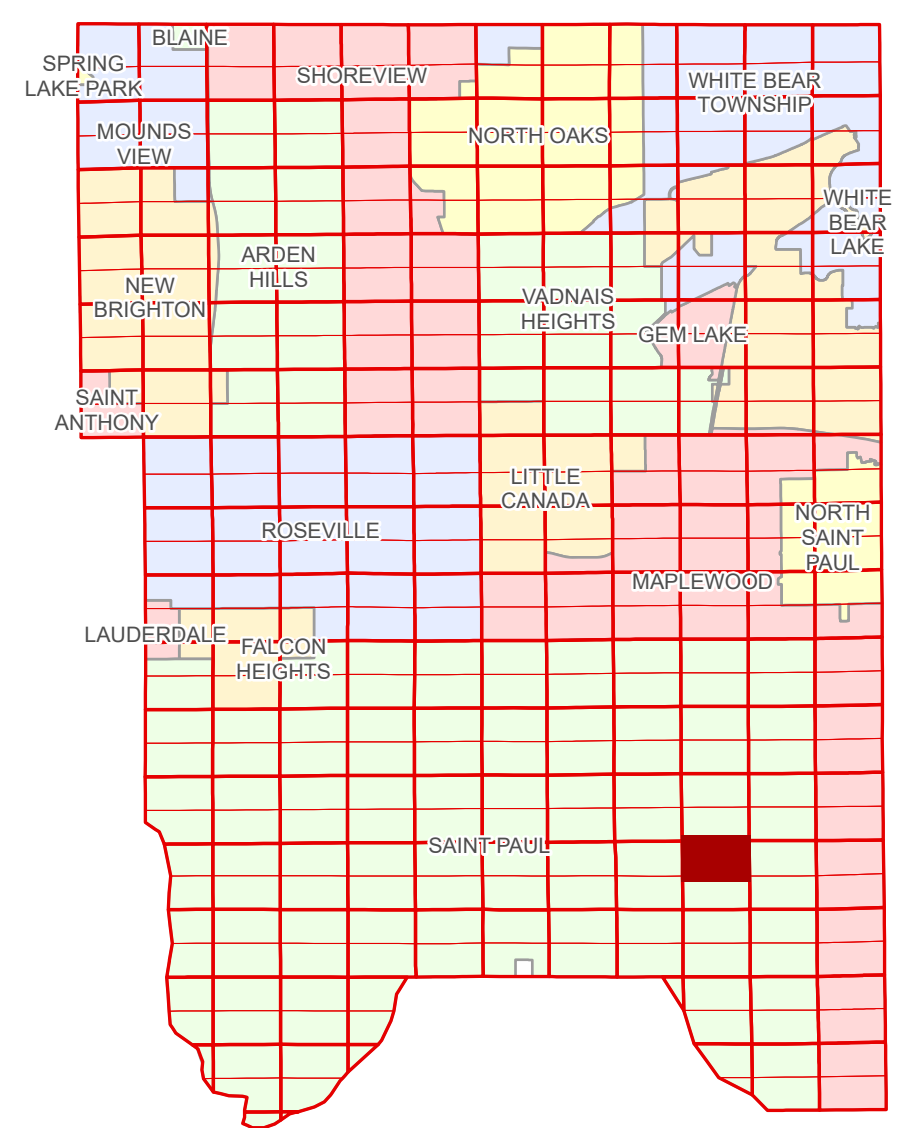 BLAINE
SPRING
LAKE PARK
SHOREVIEW
WHITE BEAR
TOWNSHIP
MOUNDS
VIEW
NORTH OAKS
WHITE
BEAR
LAKE
ARDEN
HILLS
NEW
BRIGHTON
VADNAIS
HEIGHTS
GEM LAKE
SAINT
ANTHONY
LITTLE
CANADA
NORTH
SAINT
PAUL
ROSEVILLE
MAPLEWOOD
LAUDERDALE
FALCON
HEIGHTS
SAINT PAUL